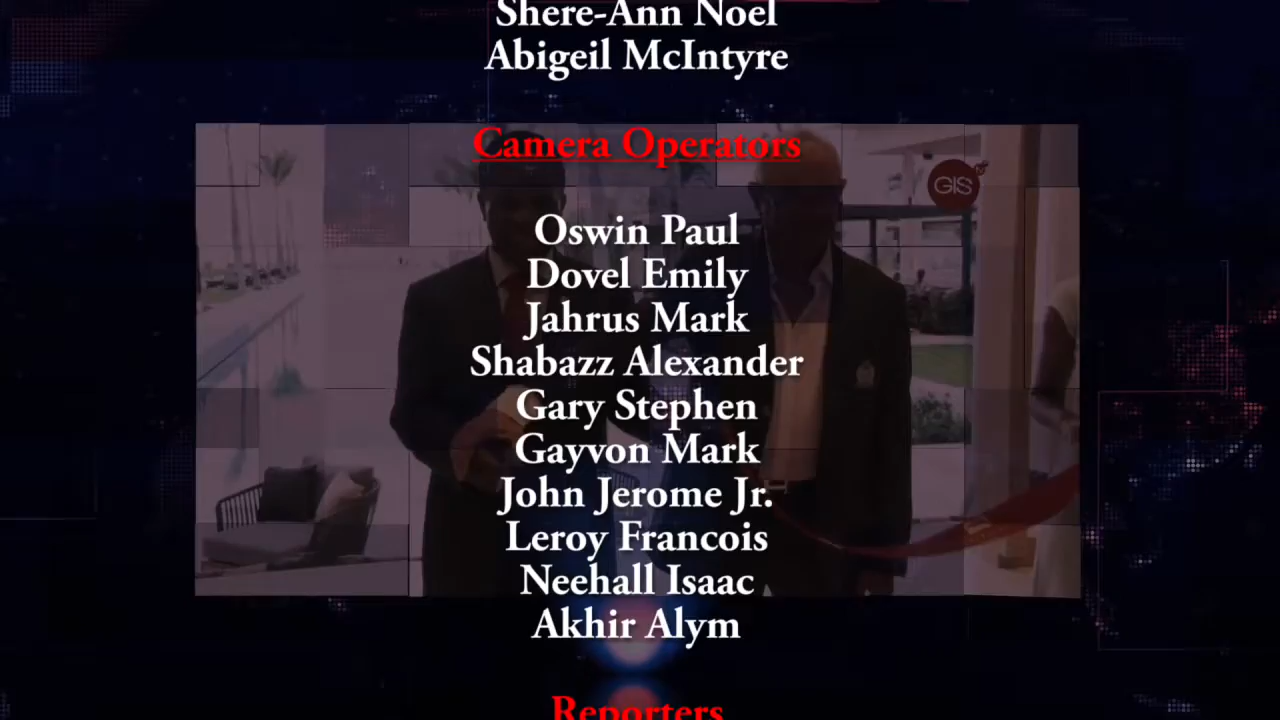 Shere-Ann Noel
Abigeil McIntyre
Camera Operators
GIS
Oswin Paul
Dovel Emily
Jahrus Mark
Shabazz Alexander
Gary Stephen
Gayvon Mark
John Jerome Jr.
Leroy Francois
Neehall Isaac
Akhir Alym
Reporters